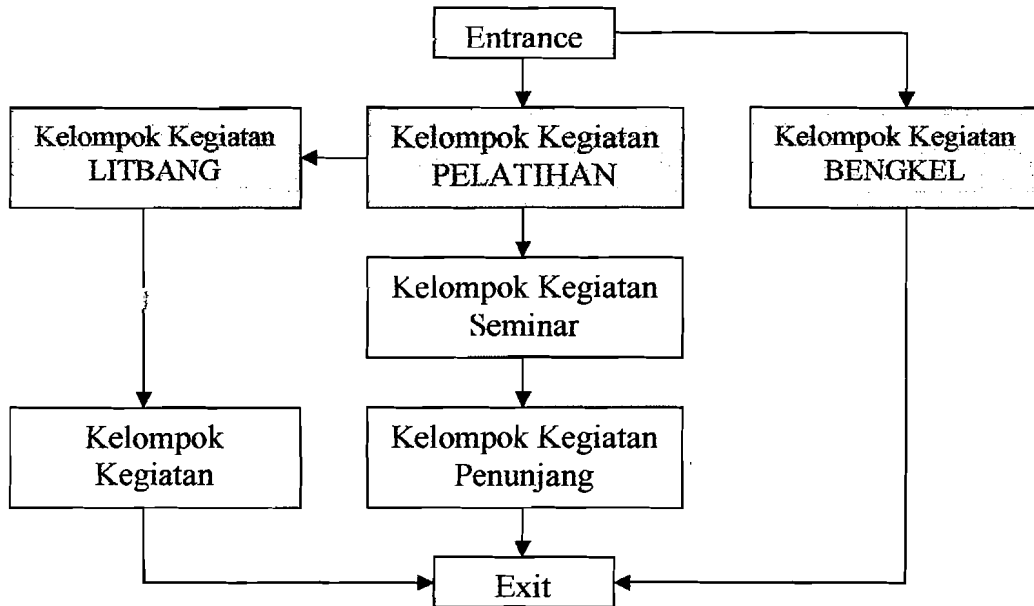 Entrance
Kelompok Kegiatan
LITBANG
Kelompok Kegiatan
PELATIHAN
Kelompok Kegiatan
BENGKEL
Kelompok Kegiatan
Seminar
Kelompok
Kegiatan
Kelompok Kegiatan
Penunjang
Exit